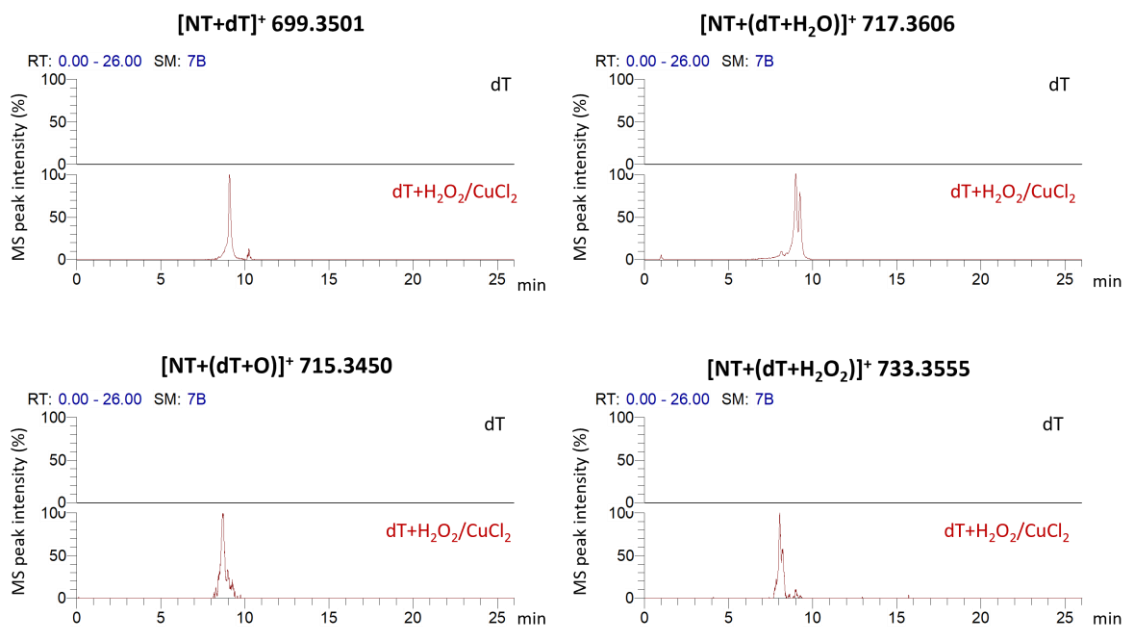 [NT+dT]⁺ 699.3501
RT: 0.00 - 26.00 SM: 7B
MS peak intensity (%)
100
50
0
dT
100
50
0
dT+H₂O₂/CuCl₂
0 5 10 15 20 25 min
[NT+(dT+H₂O)]⁺ 717.3606
RT: 0.00 - 26.00 SM: 7B
MS peak intensity (%)
100
50
0
dT
100
50
0
dT+H₂O₂/CuCl₂
0 5 10 15 20 25 min
[NT+(dT+O)]⁺ 715.3450
RT: 0.00 - 26.00 SM: 7B
MS peak intensity (%)
100
50
0
dT
100
50
0
dT+H₂O₂/CuCl₂
0 5 10 15 20 25 min
[NT+(dT+H₂O₂)]⁺ 733.3555
RT: 0.00 - 26.00 SM: 7B
MS peak intensity (%)
100
50
0
dT
100
50
0
dT+H₂O₂/CuCl₂
0 5 10 15 20 25 min